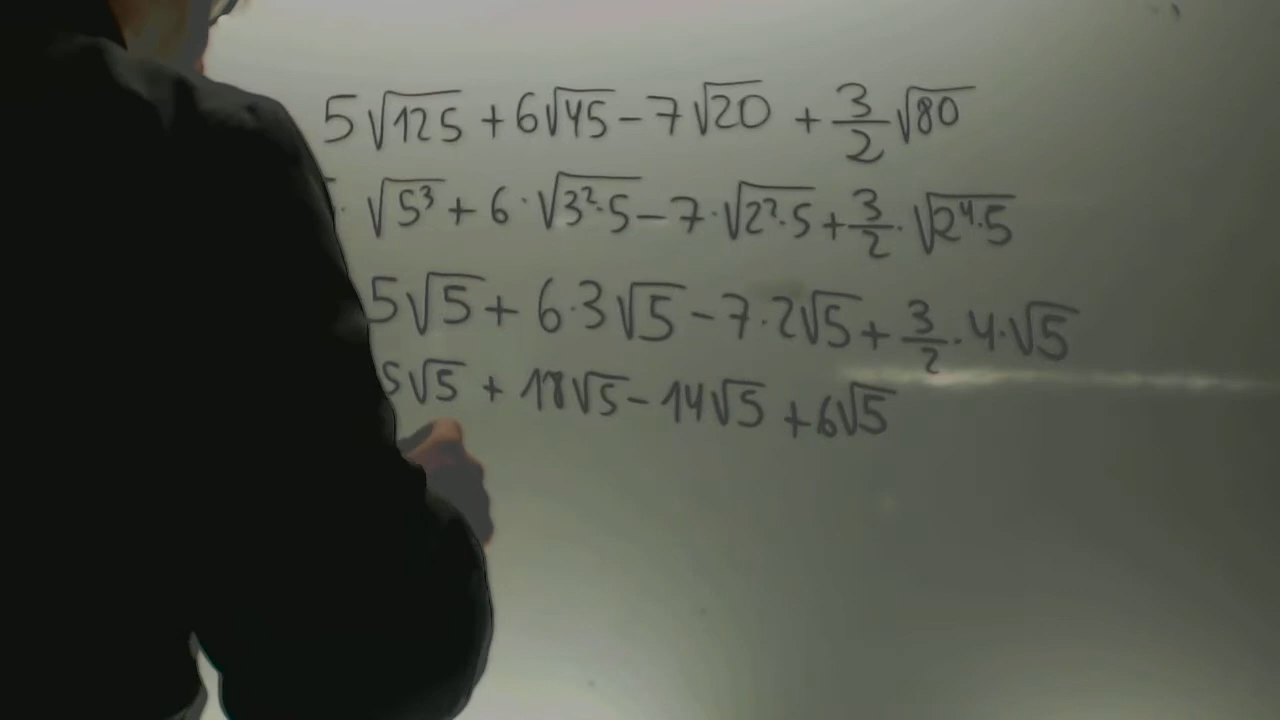 5√125 + 6√45 − 7√20 + 3/2 √80
· √5³ + 6 · √3²·5 − 7 · √2²·5 + 3/2 · √2⁴·5
5√5 + 6·3√5 − 7·2√5 + 3/2 · 4·√5
5√5 + 18√5 − 14√5 + 6√5